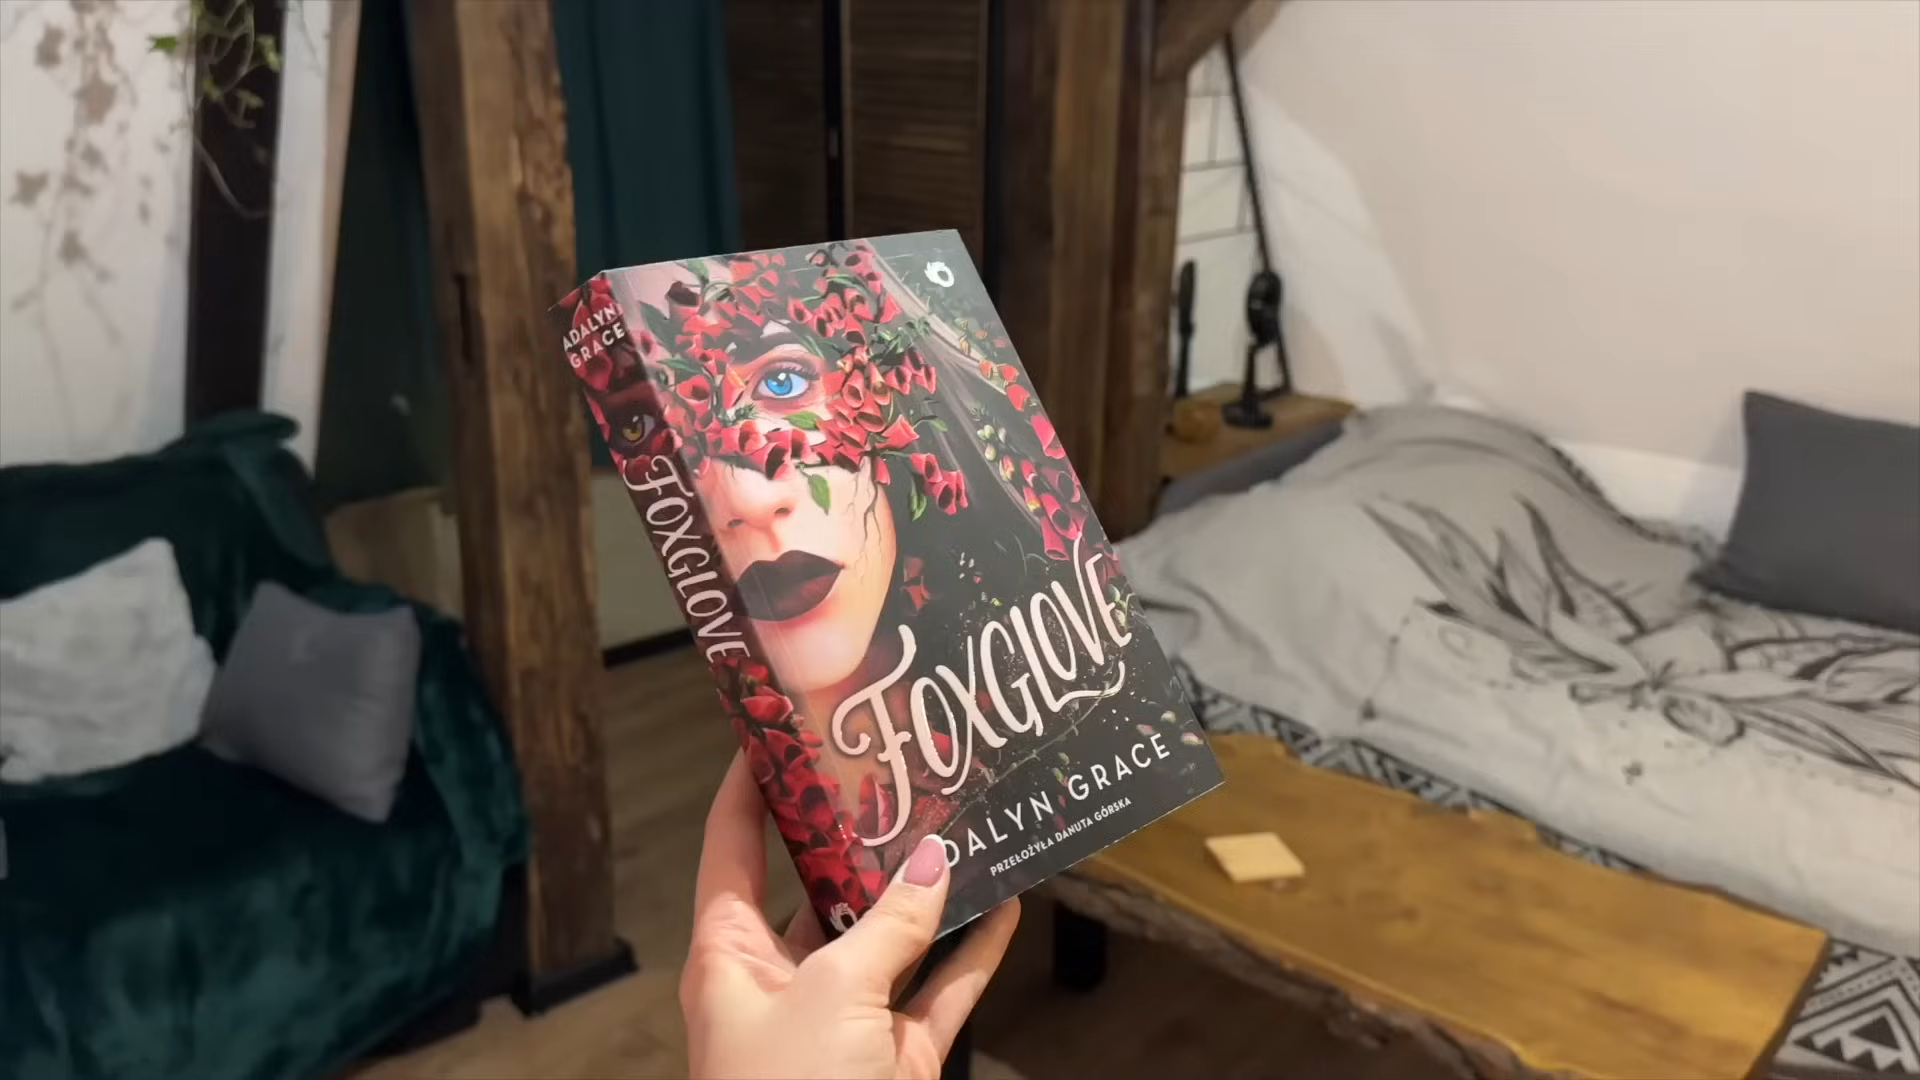 ADALYN
GRACE
FOXGLOVE
FOXGLOVE
DALYN GRACE
PRZEŁOŻYŁA DANUTA GÓRSKA